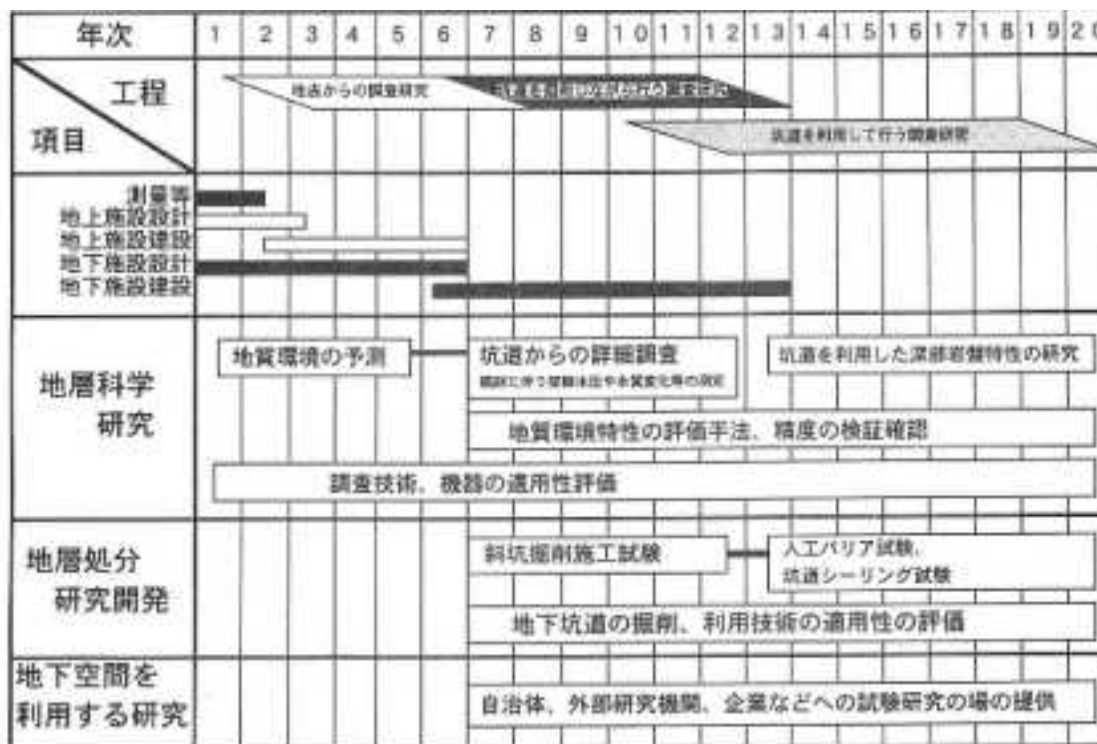 年次 1 2 3 4 5 6 7 8 9 10 11 12 13 14 15 16 17 18 19 20
工程
項目
地表からの調査研究
坑道を利用して行う調査研究
測量等
地上施設設計
地上施設建設
地下施設設計
地下施設建設
地層科学
研究
地質環境の予測
坑道からの詳細調査
坑道を利用した深部岩盤特性の研究
地質環境特性の評価手法、精度の検証確認
調査技術、機器の適用性評価
地層処分
研究開発
斜坑掘削施工試験
人工バリア試験、
坑道シーリング試験
地下坑道の掘削、利用技術の適用性の評価
地下空間を
利用する研究
自治体、外部研究機関、企業などへの試験研究の場の提供